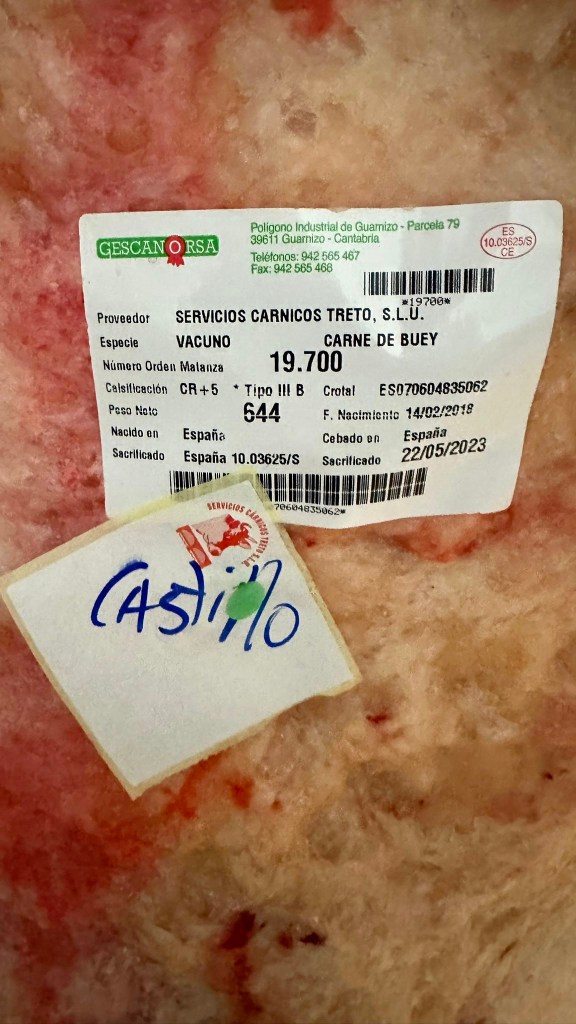 GESCANORSA
Polígono Industrial de Guarnizo - Parcela 79
39611 Guarnizo - Cantabria
Teléfonos: 942 565 467
Fax: 942 565 468
ES
10.03625/S
CE
*19700*
Proveedor SERVICIOS CARNICOS TRETO, S.L.U.
Especie VACUNO CARNE DE BUEY
Número Orden Matanza 19.700
Calsificación CR+5 * Tipo III B Crotal ES070604835062
Peso Neto 644 F. Nacimiento 14/02/2018
Nacido en España Cebado en España
Sacrificado España 10.03625/S Sacrificado 22/05/2023
70604835062*
SERVICIOS CÁRNICOS TRETO S.L.U.
CAStillo